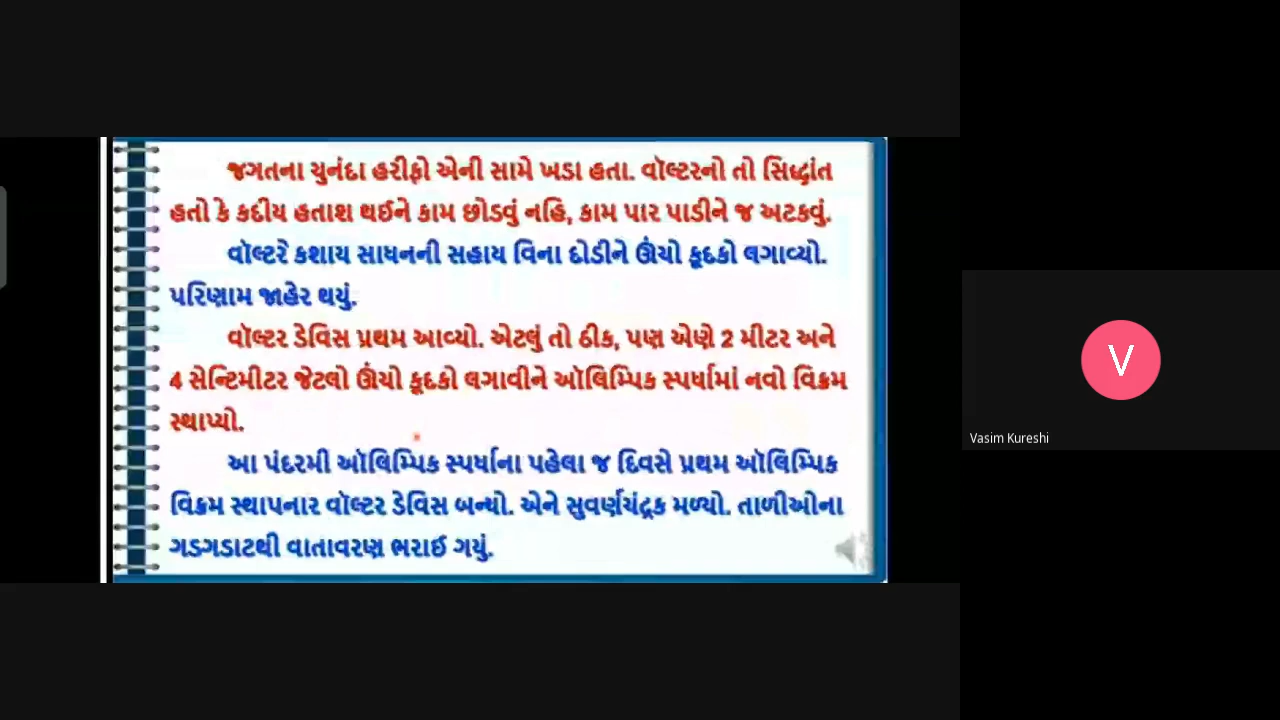 જગતના ચુનંદા હરીફો એની સામે ખડા હતા. વૉલ્ટરનો તો સિદ્ધાંત
હતો કે કદીય હતાશ થઈને કામ છોડવું નહિ, કામ પાર પાડીને જ અટકવું.
વૉલ્ટરે કશાય સાધનની સહાય વિના દોડીને ઊંચો કૂદકો લગાવ્યો.
પરિણામ જાહેર થયું.
વૉલ્ટર ડેવિસ પ્રથમ આવ્યો. એટલું તો ઠીક, પણ એણે 2 મીટર અને
4 સેન્ટિમીટર જેટલો ઊંચો કૂદકો લગાવીને ઑલિમ્પિક સ્પર્ધામાં નવો વિક્રમ
સ્થાપ્યો.
આ પંદરમી ઑલિમ્પિક સ્પર્ધાના પહેલા જ દિવસે પ્રથમ ઑલિમ્પિક
વિક્રમ સ્થાપનાર વૉલ્ટર ડેવિસ બન્યો. એને સુવર્ણચંદ્રક મળ્યો. તાળીઓના
ગડગડાટથી વાતાવરણ ભરાઈ ગયું.
V
Vasim Kureshi